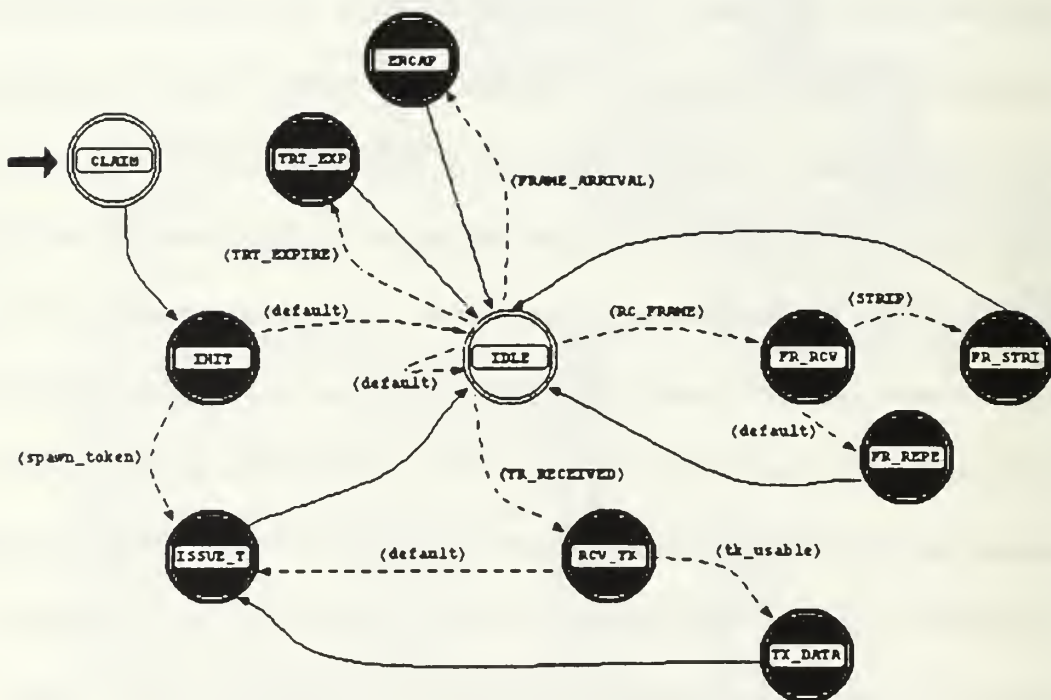 ERCAP
CLAIM
TRT_EXP
(FRAME_ARRIVAL)
(TRT_EXPIRE)
(default)
(RC_FRAME)
(STRIP)
INIT
IDLE
FR_RCV
FR_STRI
(default)
(default)
(spawn_token)
FR_REPE
(TK_RECEIVED)
ISSUE_T
(default)
RCV_TK
(tk_usable)
TX_DATA